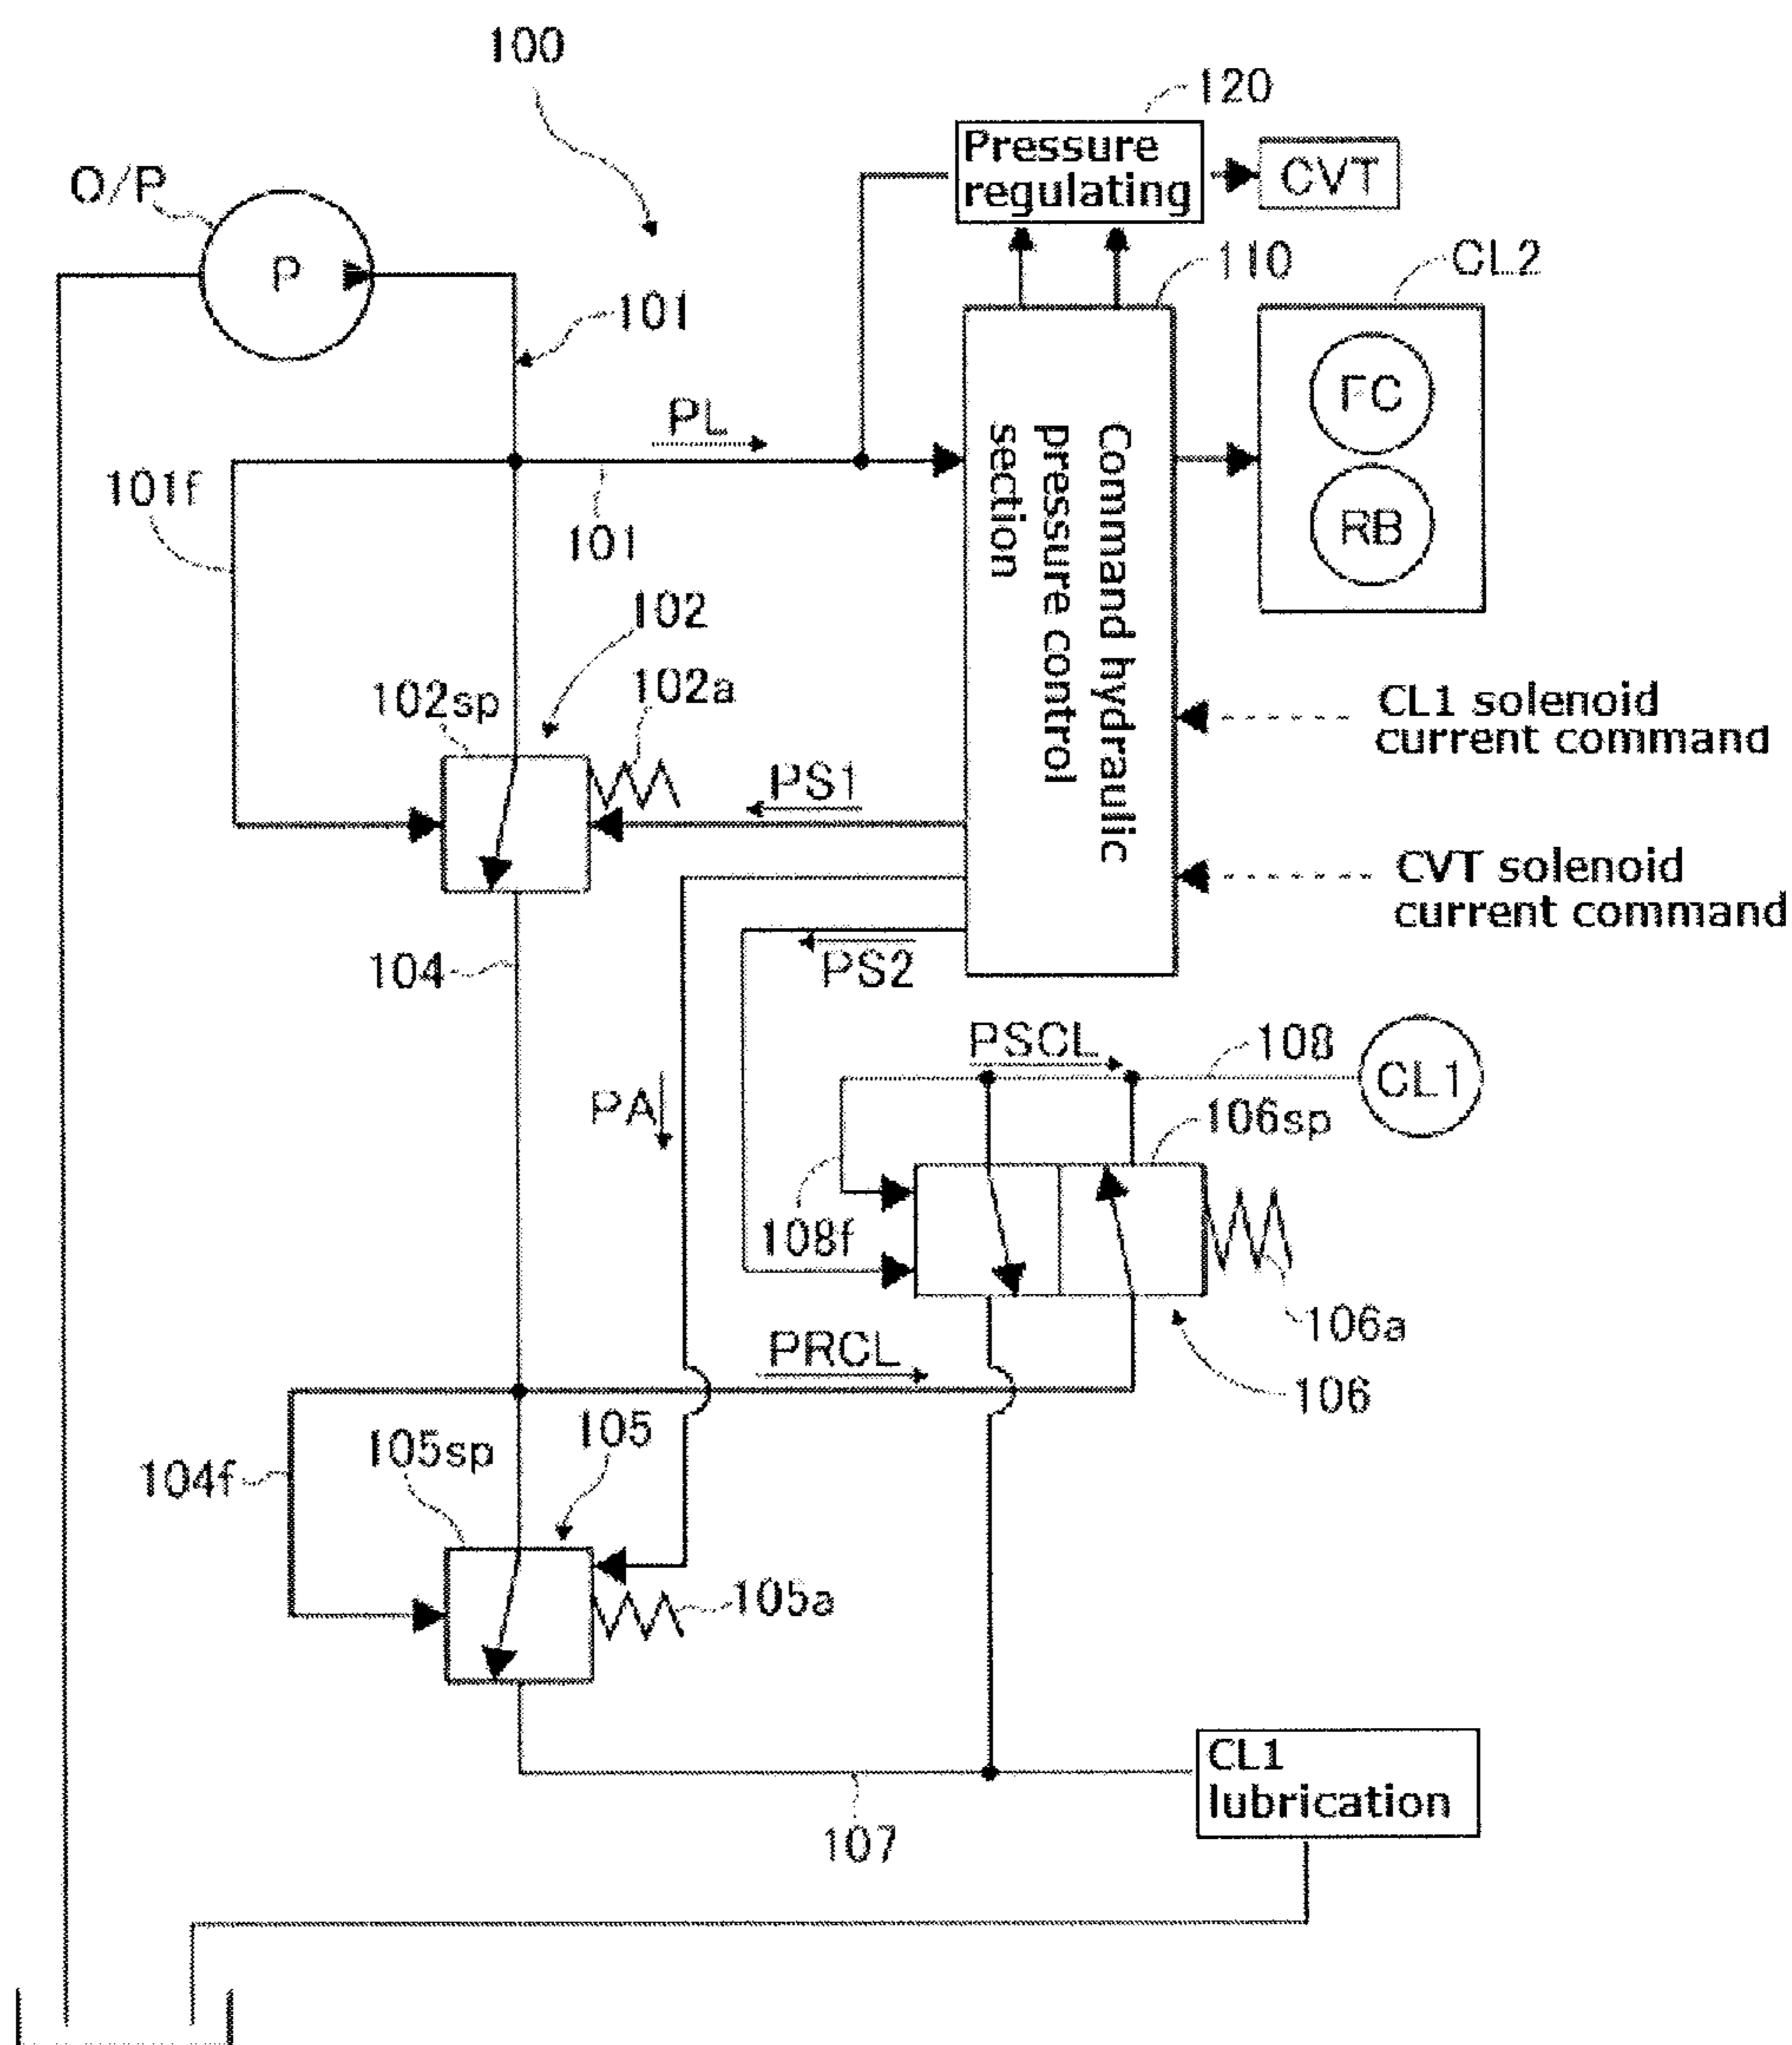 100
120
Pressure
regulating
CVT
O/P
P
110
CL2
101
FC
PL
101f
101
RB
Command hydraulic
pressure control
section
102
102sp
102a
CL1 solenoid
current command
PS1
CVT solenoid
current command
104
PS2
PSCL
108
CL1
PA
106sp
108f
106a
PRCL
106
105
105sp
104f
105a
CL1
lubrication
107